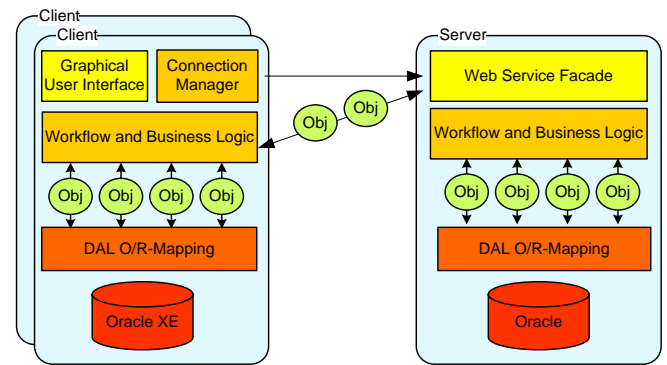 Client
Client
Graphical
User Interface
Connection
Manager
Workflow and Business Logic
Obj
Obj
Obj
Obj
DAL O/R-Mapping
Oracle XE
Obj
Obj
Server
Web Service Facade
Workflow and Business Logic
Obj
Obj
Obj
Obj
DAL O/R-Mapping
Oracle